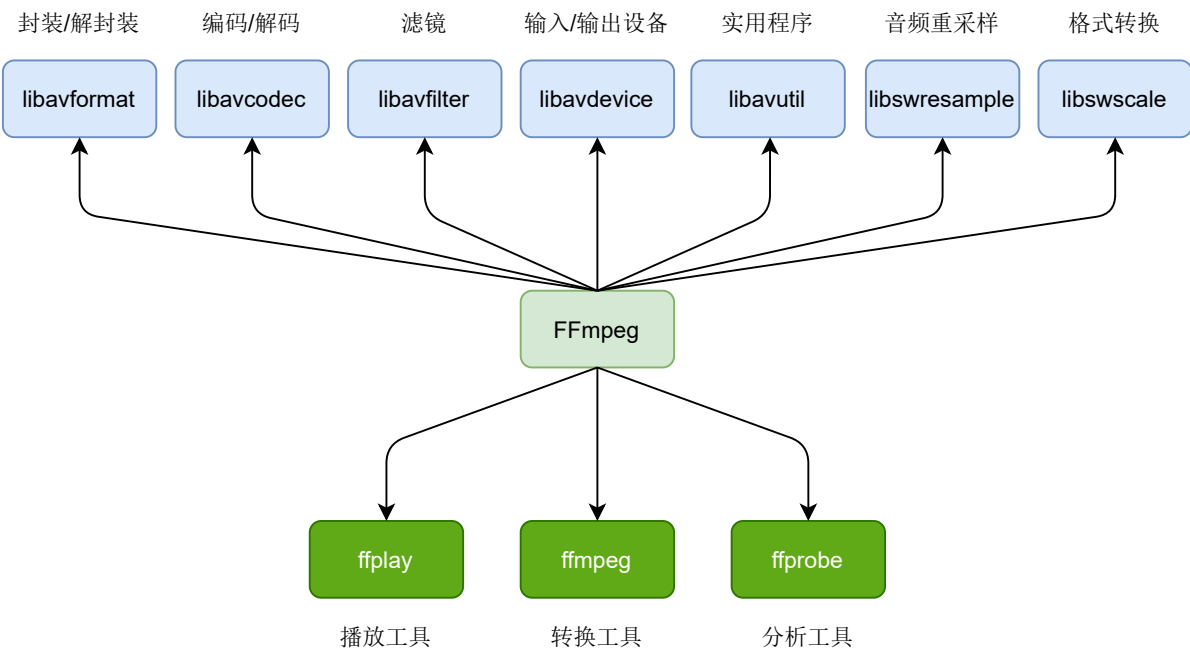 封装/解封装 编码/解码 滤镜 输入/输出设备 实用程序 音频重采样 格式转换
libavformat libavcodec libavfilter libavdevice libavutil libswresample libswscale
FFmpeg
ffplay ffmpeg ffprobe
播放工具 转换工具 分析工具